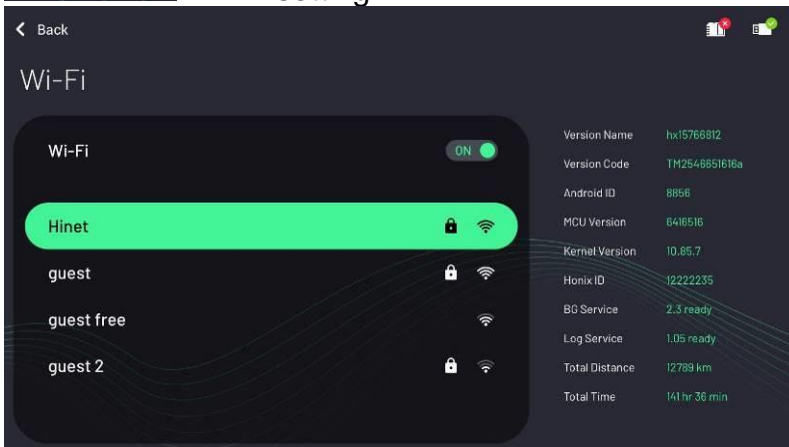 Back
Wi-Fi
Wi-Fi ON
Hinet
guest
guest free
guest 2
Version Name hx15766812
Version Code TM2546651616a
Android ID 8856
MCU Version 6416516
Kernel Version 10.85.7
Honix ID 12222235
BG Service 2.3 ready
Log Service 1.05 ready
Total Distance 12789 km
Total Time 141 hr 36 min